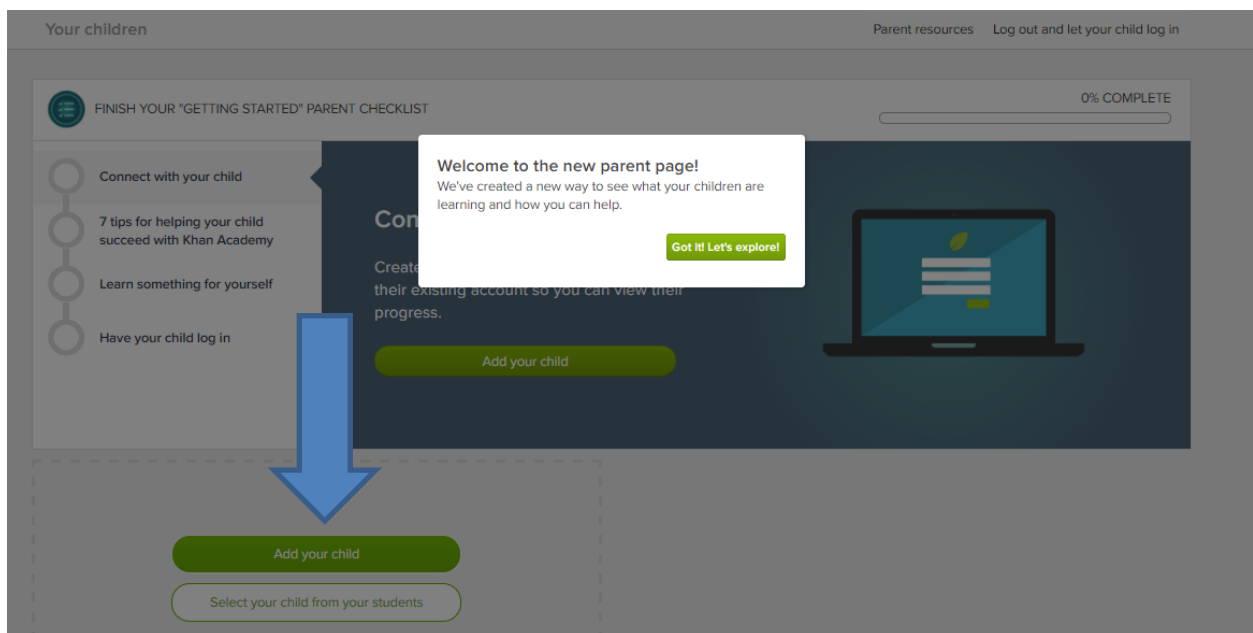 Your children
Parent resources
Log out and let your child log in
FINISH YOUR "GETTING STARTED" PARENT CHECKLIST
0% COMPLETE
Connect with your child
7 tips for helping your child
succeed with Khan Academy
Learn something for yourself
Have your child log in
Welcome to the new parent page!
We've created a new way to see what your children are
learning and how you can help.
Got it! Let's explore!
Con
Create
their existing account so you can view their
progress.
Add your child
Add your child
Select your child from your students